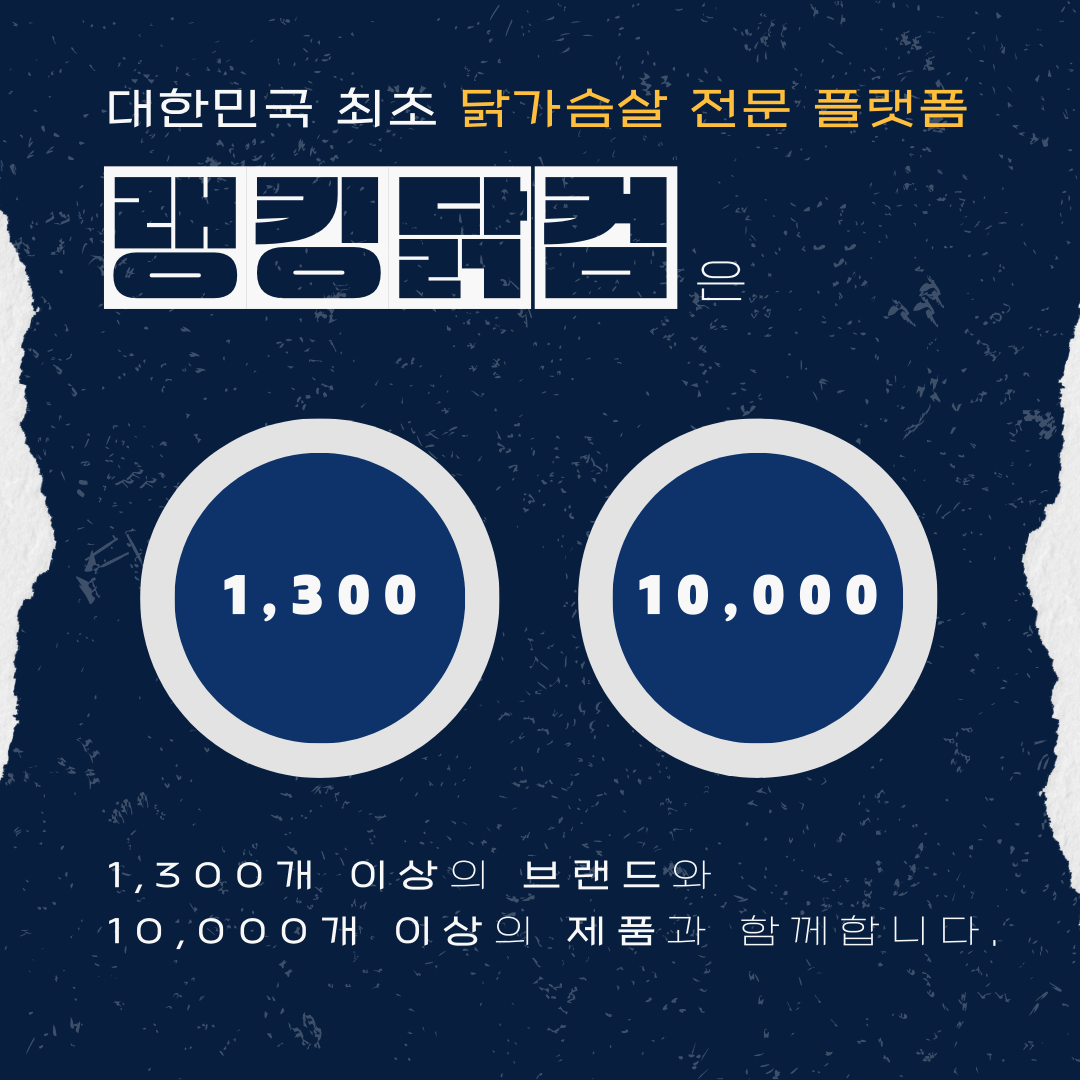 대한민국 최초 닭가슴살 전문 플랫폼
랭킹닭컴은
1,300 10,000
1,300개 이상의 브랜드와
10,000개 이상의 제품과 함께합니다.